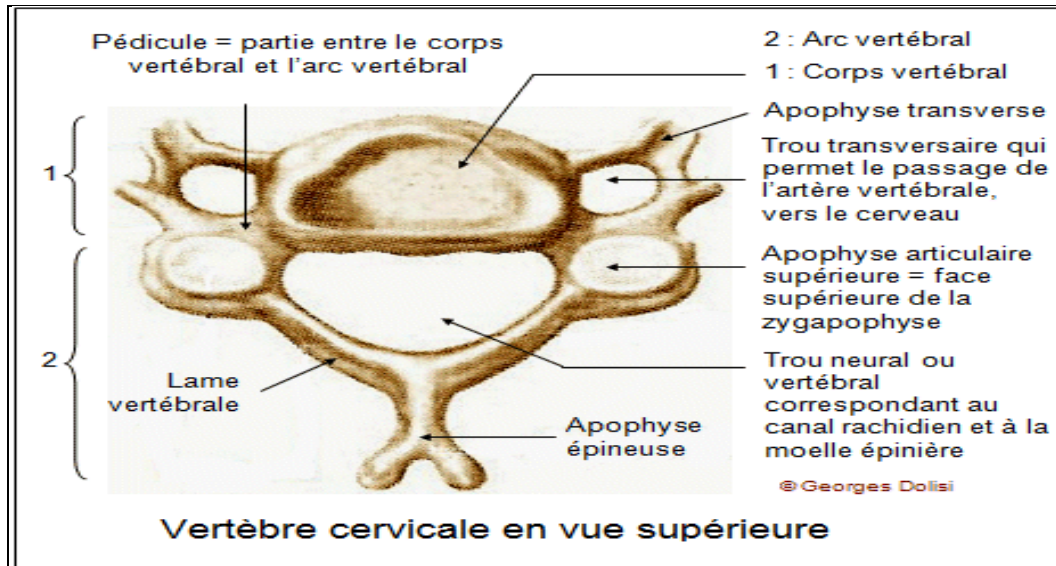 Pédicule = partie entre le corps
vertébral et l'arc vertébral
2 : Arc vertébral
1 : Corps vertébral
Apophyse transverse
Trou transversaire qui
permet le passage de
l'artère vertébrale,
vers le cerveau
Apophyse articulaire
supérieure = face
supérieure de la
zygapophyse
Trou neural ou
vertébral
correspondant au
canal rachidien et à la
moelle épinière
1
2
Lame
vertébrale
Apophyse
épineuse
© Georges Dolisi
Vertèbre cervicale en vue supérieure